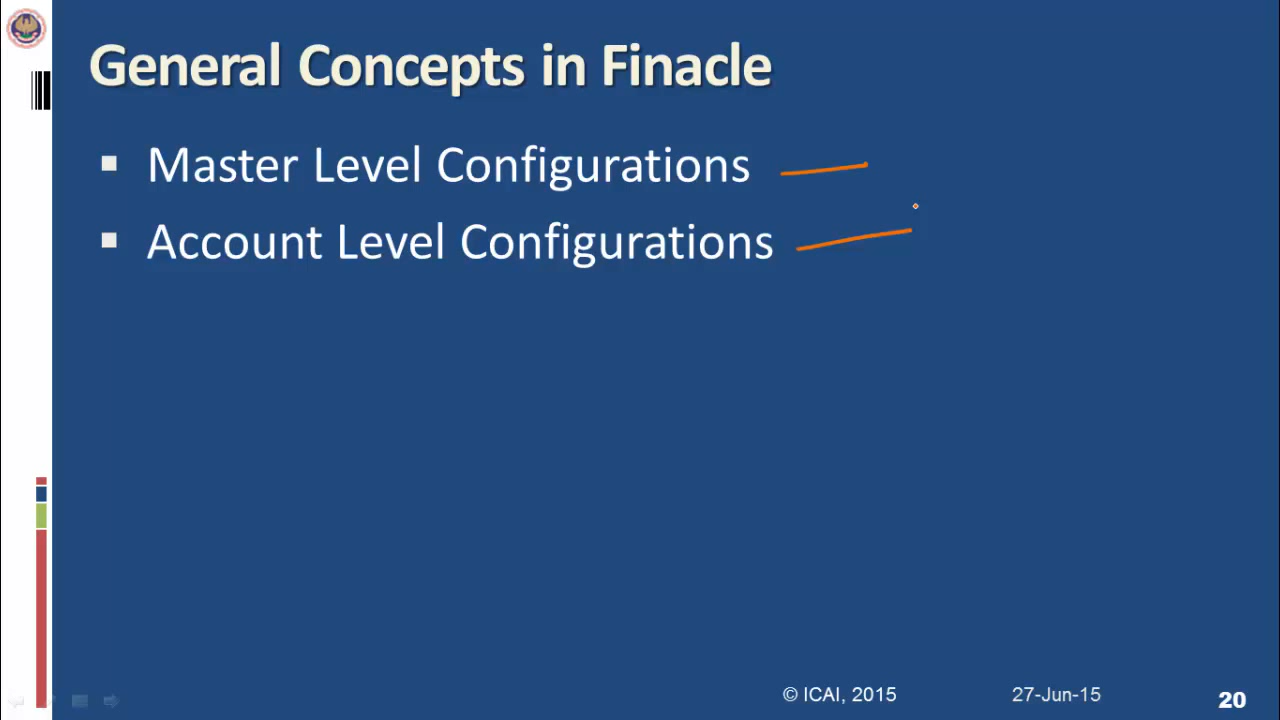 General Concepts in Finacle
Master Level Configurations
Account Level Configurations
© ICAI, 2015 27-Jun-15 20